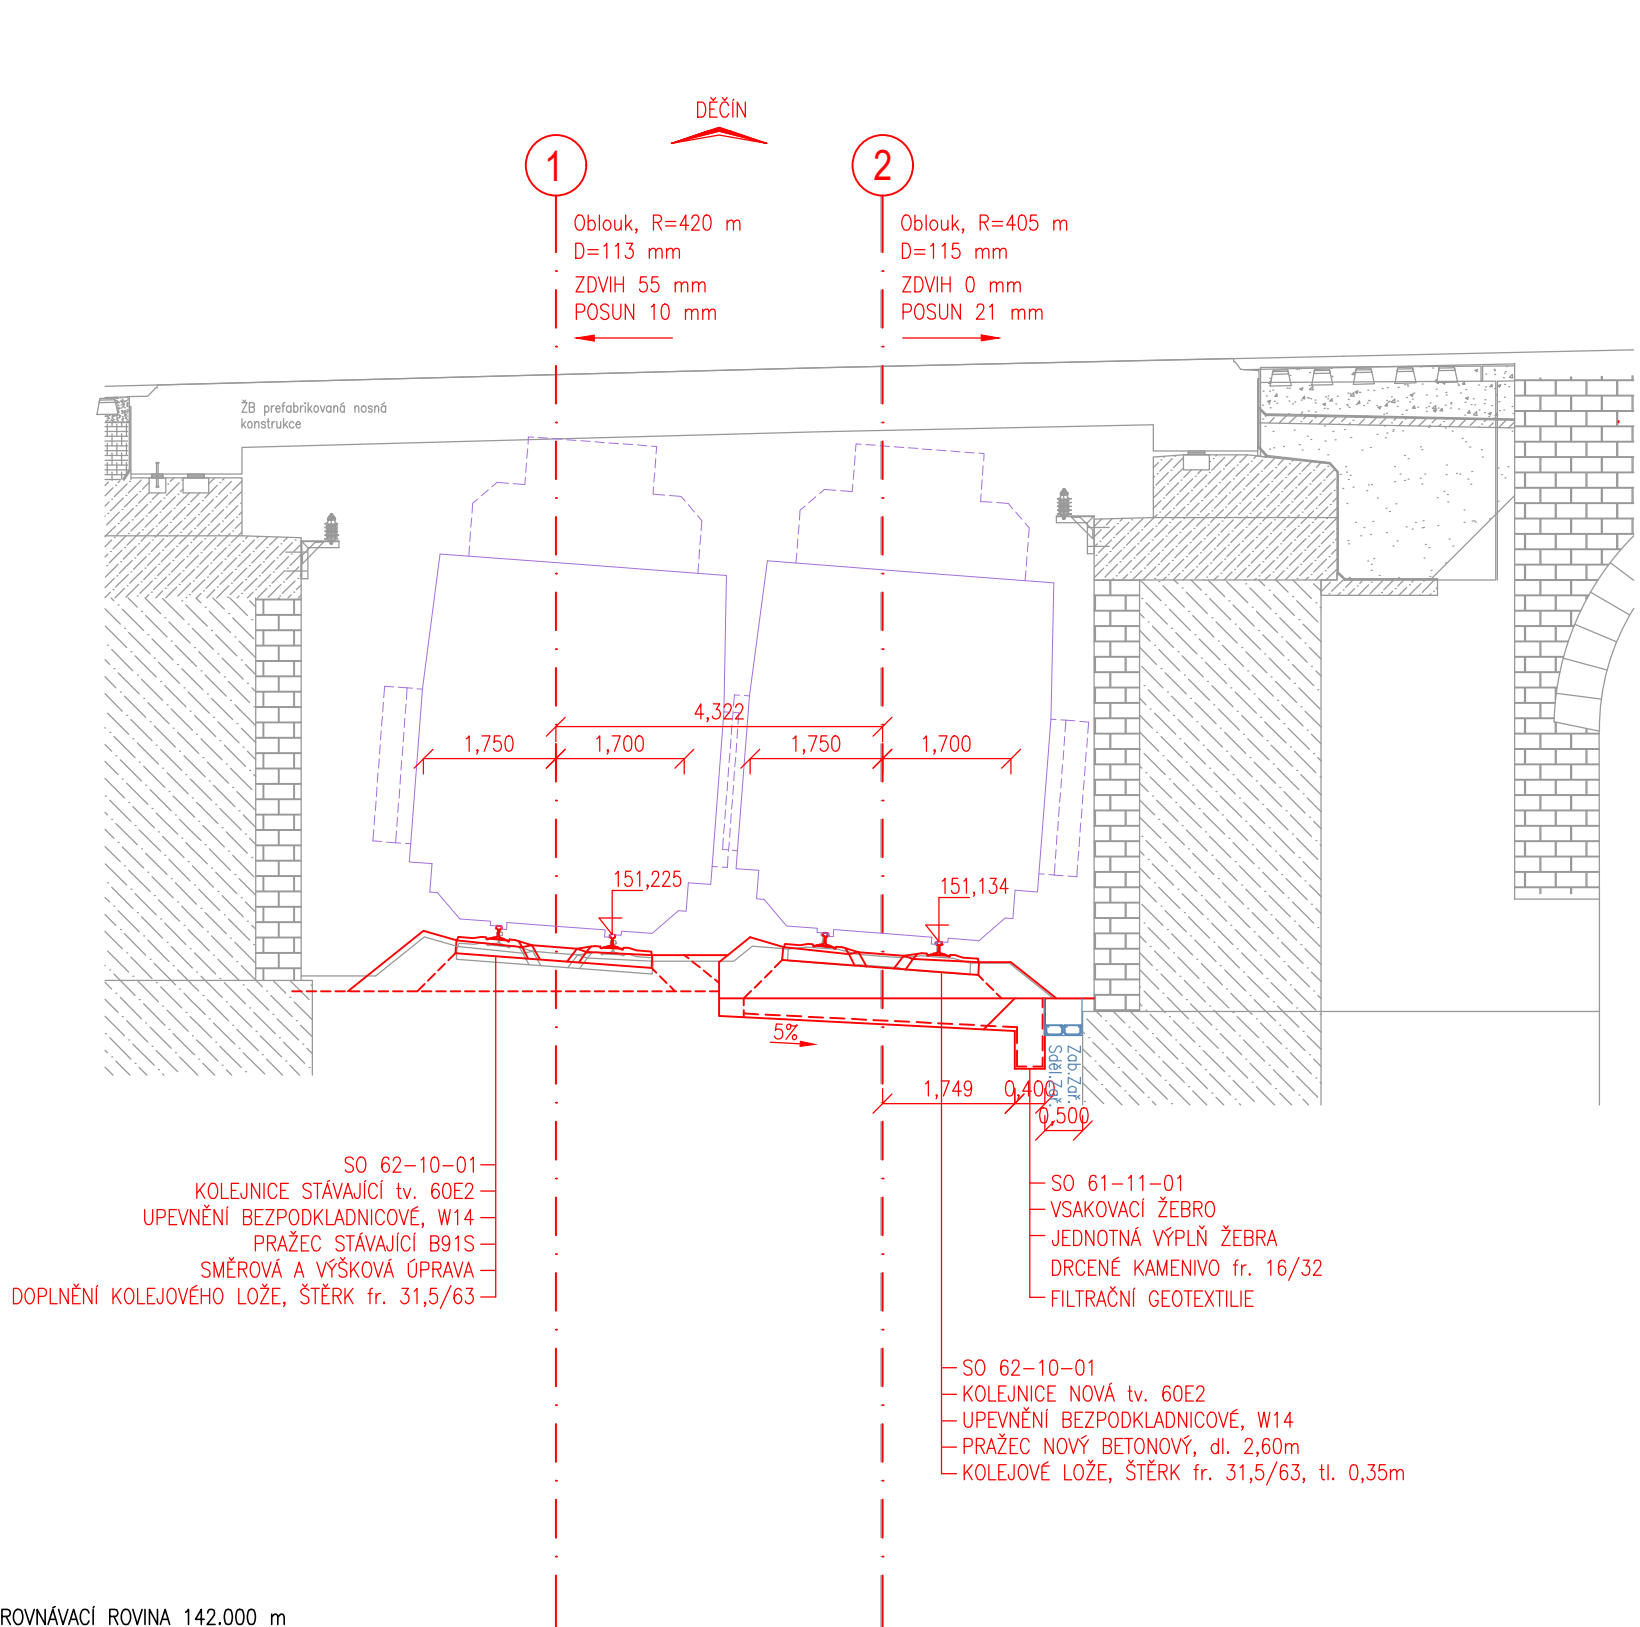 DĚČÍN
1
2
Oblouk, R=420 m
D=113 mm
ZDVIH 55 mm
POSUN 10 mm
Oblouk, R=405 m
D=115 mm
ZDVIH 0 mm
POSUN 21 mm
ŽB prefabrikovaná nosná
konstrukce
4,322
1,750
1,700
1,750
1,700
151,225
151,134
5%
Zab.Zař.
Sděl.Zař.
1,749
0,400
0,500
SO 62-10-01
KOLEJNICE STÁVAJÍCÍ tv. 60E2
UPEVNĚNÍ BEZPODKLADNICOVÉ, W14
PRAŽEC STÁVAJÍCÍ B91S
SMĚROVÁ A VÝŠKOVÁ ÚPRAVA
DOPLNĚNÍ KOLEJOVÉHO LOŽE, ŠTĚRK fr. 31,5/63
SO 61-11-01
VSAKOVACÍ ŽEBRO
JEDNOTNÁ VÝPLŇ ŽEBRA
DRCENÉ KAMENIVO fr. 16/32
FILTRAČNÍ GEOTEXTILIE
SO 62-10-01
KOLEJNICE NOVÁ tv. 60E2
UPEVNĚNÍ BEZPODKLADNICOVÉ, W14
PRAŽEC NOVÝ BETONOVÝ, dl. 2,60m
KOLEJOVÉ LOŽE, ŠTĚRK fr. 31,5/63, tl. 0,35m
ROVNÁVACÍ ROVINA 142.000 m